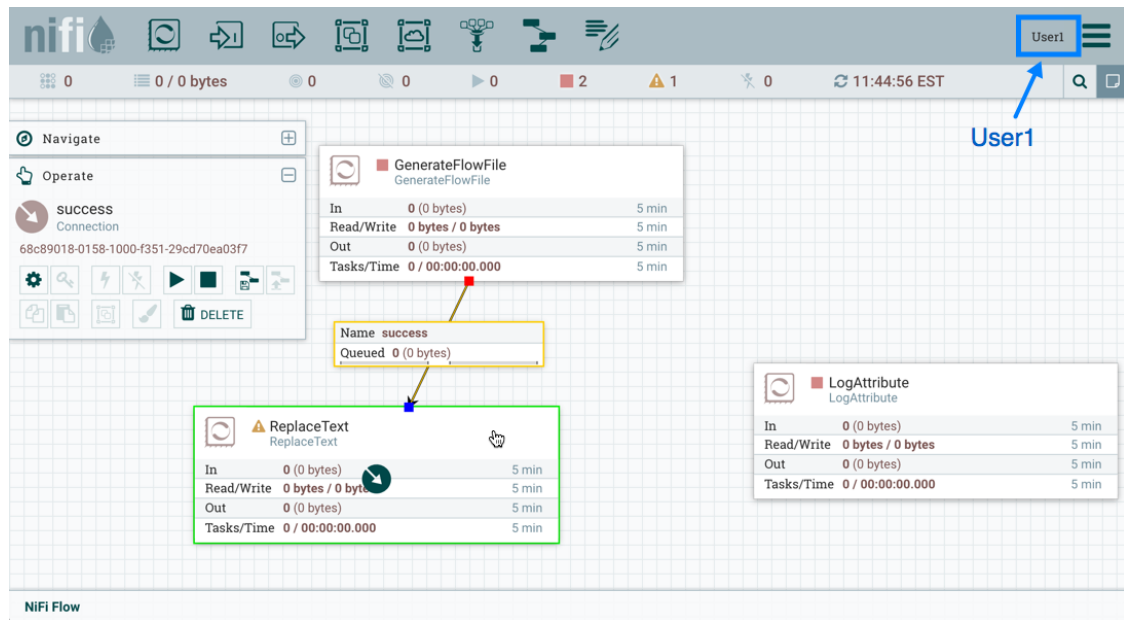 nifi
User1
0
0 / 0 bytes
0
0
0
2
1
0
11:44:56 EST
User1
Navigate
Operate
success
Connection
68c89018-0158-1000-f351-29cd70ea03f7
DELETE
GenerateFlowFile
GenerateFlowFile
In 0 (0 bytes) 5 min
Read/Write 0 bytes / 0 bytes 5 min
Out 0 (0 bytes) 5 min
Tasks/Time 0 / 00:00:00.000 5 min
Name success
Queued 0 (0 bytes)
ReplaceText
ReplaceText
In 0 (0 bytes) 5 min
Read/Write 0 bytes / 0 byte 5 min
Out 0 (0 bytes) 5 min
Tasks/Time 0 / 00:00:00.000 5 min
LogAttribute
LogAttribute
In 0 (0 bytes) 5 min
Read/Write 0 bytes / 0 bytes 5 min
Out 0 (0 bytes) 5 min
Tasks/Time 0 / 00:00:00.000 5 min
NiFi Flow